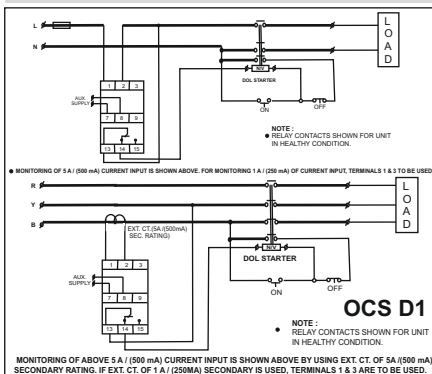 L
N
L
O
A
D
1 2 3
AUX.
SUPPLY
7 8 9
13 14 15
N/V
DOL STARTER
ON
OFF
NOTE :
● RELAY CONTACTS SHOWN FOR UNIT
IN HEALTHY CONDITION.
● MONITORING OF 5 A / (500 mA) CURRENT INPUT IS SHOWN ABOVE. FOR MONITORING 1 A / (250 mA) OF CURRENT INPUT, TERMINALS 1 & 3 TO BE USED
R
Y
B
L
O
A
D
EXT. CT.(5A /(500mA)
SEC. RATING)
1 2 3
AUX.
SUPPLY
7 8 9
13 14 15
N/V
DOL STARTER
ON
OFF
OCS D1
NOTE :
● RELAY CONTACTS SHOWN FOR UNIT
IN HEALTHY CONDITION.
MONITORING OF ABOVE 5 A / (500 mA) CURRENT INPUT IS SHOWN ABOVE BY USING EXT. CT. OF 5A /(500 mA)
SECONDARY RATING. IF EXT. CT. OF 1 A / (250MA) SECONDARY IS USED, TERMINALS 1 & 3 ARE TO BE USED.